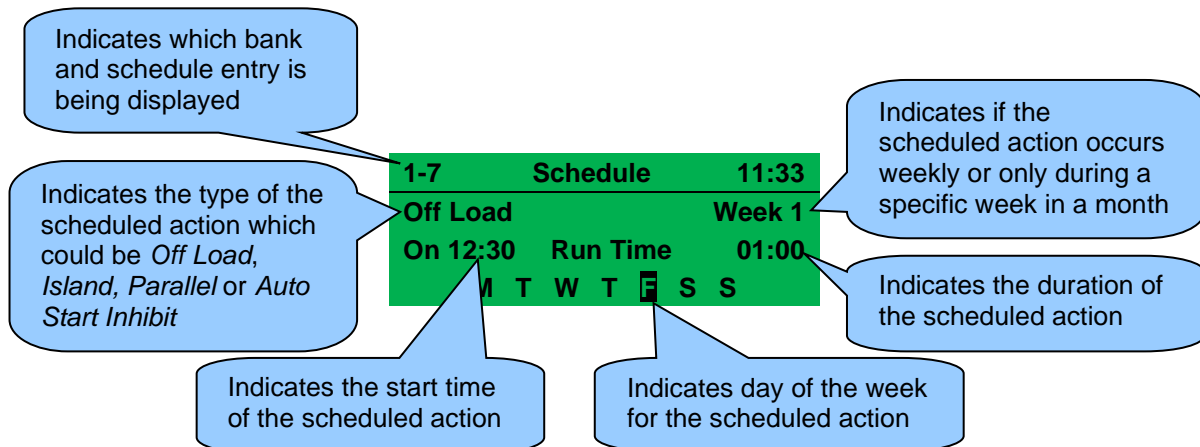 Indicates which bank
and schedule entry is
being displayed
Indicates the type of the
scheduled action which
could be Off Load,
Island, Parallel or Auto
Start Inhibit
1-7 Schedule 11:33
Off Load Week 1
On 12:30 Run Time 01:00
M T W T F S S
Indicates if the
scheduled action occurs
weekly or only during a
specific week in a month
Indicates the duration of
the scheduled action
Indicates the start time
of the scheduled action
Indicates day of the week
for the scheduled action